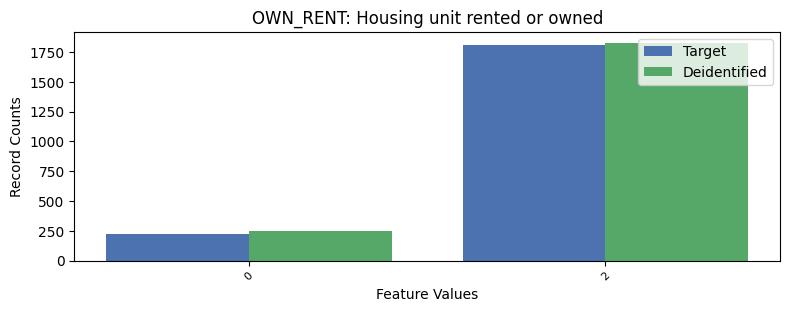 OWN_RENT: Housing unit rented or owned
Target
Deidentified
Record Counts
1750
1500
1250
1000
750
500
250
0
0
2
Feature Values